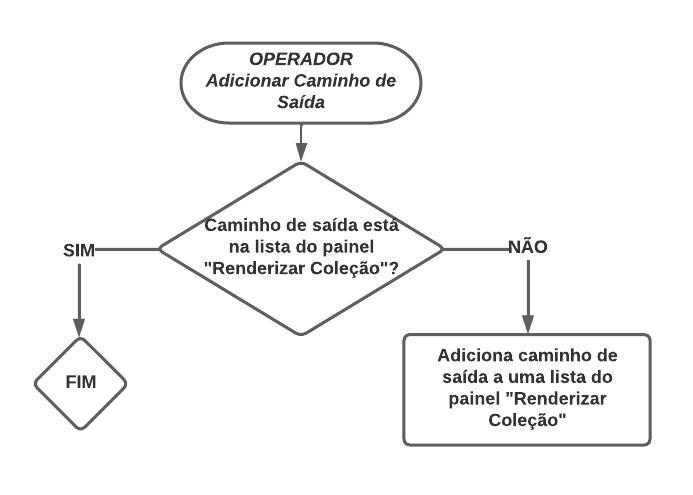 OPERADOR
Adicionar Caminho de
Saída
Caminho de saída está
na lista do painel
"Renderizar Coleção"?
SIM
NÃO
FIM
Adiciona caminho de
saída a uma lista do
painel "Renderizar
Coleção"